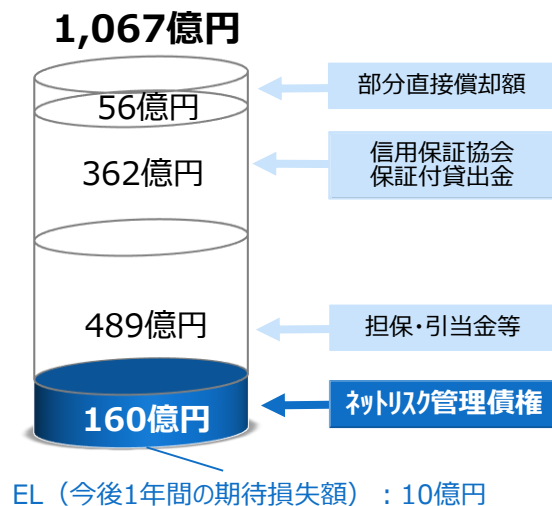 1,067億円
部分直接償却額
56億円
信用保証協会
保証付貸出金
362億円
489億円
担保・引当金等
160億円
ネットリスク管理債権
EL（今後1年間の期待損失額）：10億円